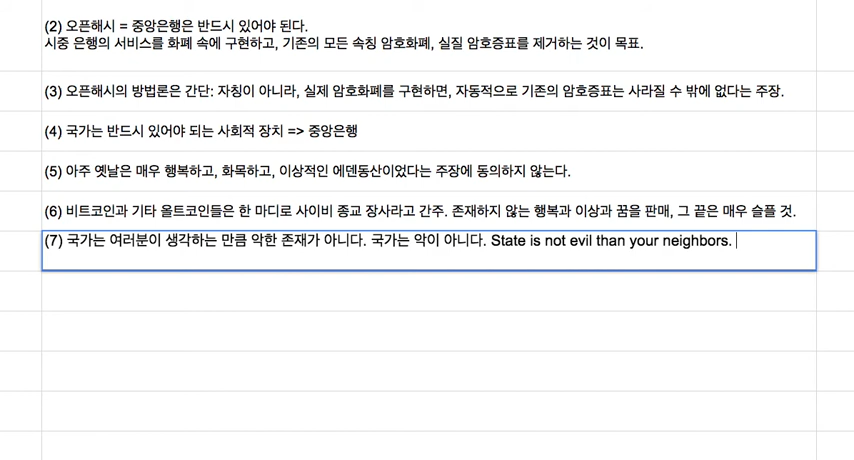 (2) 오픈해시 = 중앙은행은 반드시 있어야 된다.
시중 은행의 서비스를 화폐 속에 구현하고, 기존의 모든 속칭 암호화폐, 실질 암호증표를 제거하는 것이 목표.
(3) 오픈해시의 방법론은 간단: 자칭이 아니라, 실제 암호화폐를 구현하면, 자동적으로 기존의 암호증표는 사라질 수 밖에 없다는 주장.
(4) 국가는 반드시 있어야 되는 사회적 장치 => 중앙은행
(5) 아주 옛날은 매우 행복하고, 화목하고, 이상적인 에덴동산이었다는 주장에 동의하지 않는다.
(6) 비트코인과 기타 올트코인들은 한 마디로 사이비 종교 장사라고 간주. 존재하지 않는 행복과 이상과 꿈을 판매, 그 끝은 매우 슬플 것.
(7) 국가는 여러분이 생각하는 만큼 악한 존재가 아니다. 국가는 악이 아니다. State is not evil than your neighbors.